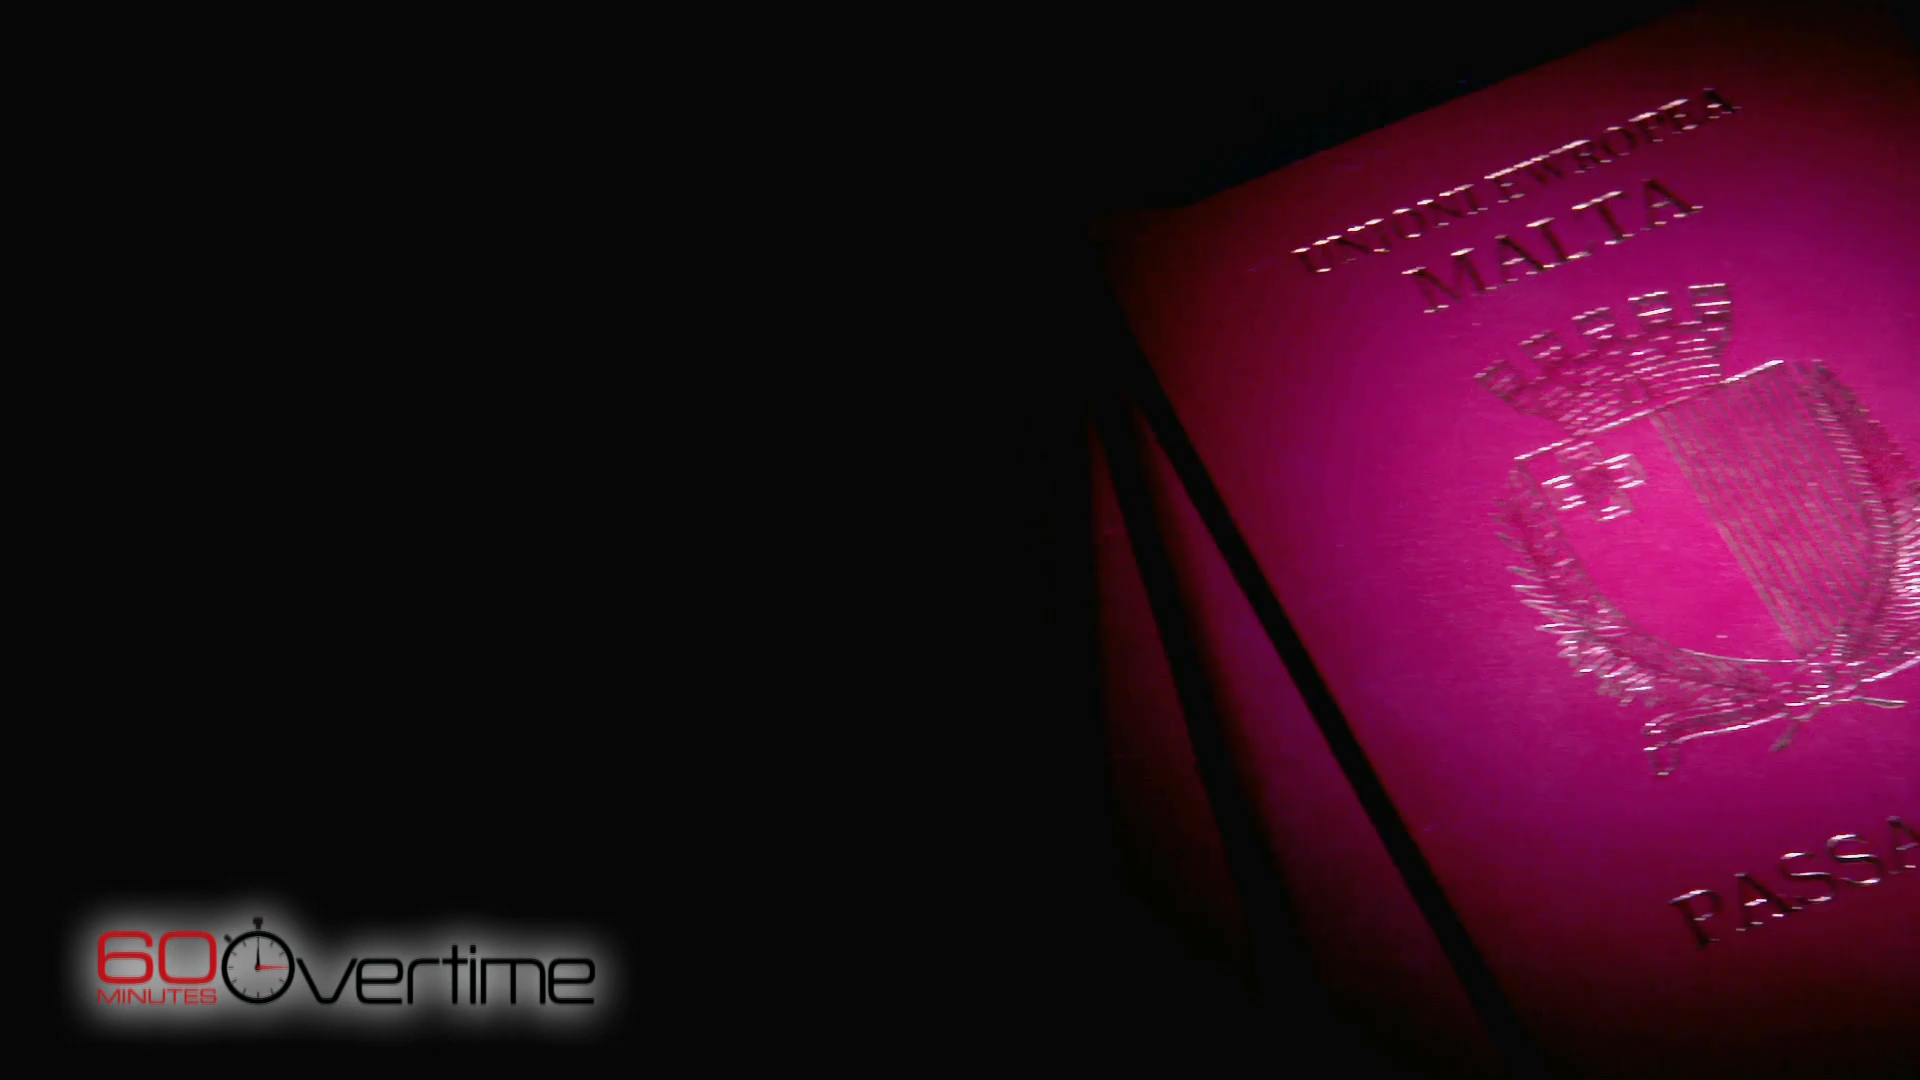 UNJONI EWROPEA
MALTA
PASSA
60 Overtime
MINUTES